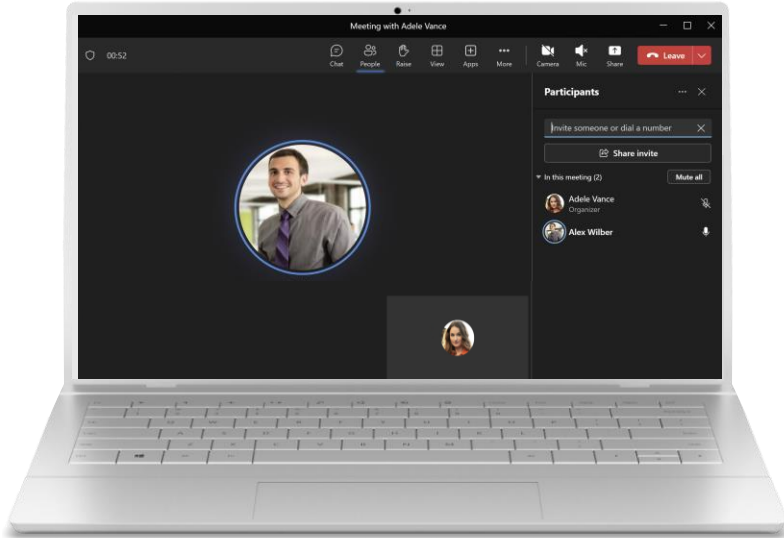 Meeting with Adele Vance
00:52
Chat
People
Raise
View
Apps
More
Camera
Mic
Share
Leave
Participants
Invite someone or dial a number
Share invite
In this meeting (2)
Mute all
Adele Vance
Organizer
Alex Wilber